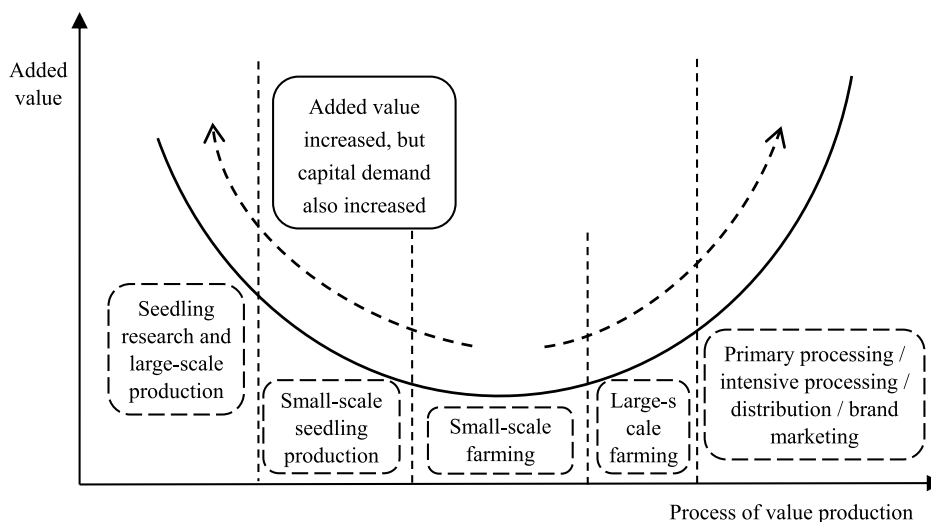 Added
value
Added value
increased, but
capital demand
also increased
Seedling
research and
large-scale
production
Small-scale
seedling
production
Small-scale
farming
Large-s
cale
farming
Primary processing /
intensive processing /
distribution / brand
marketing
Process of value production